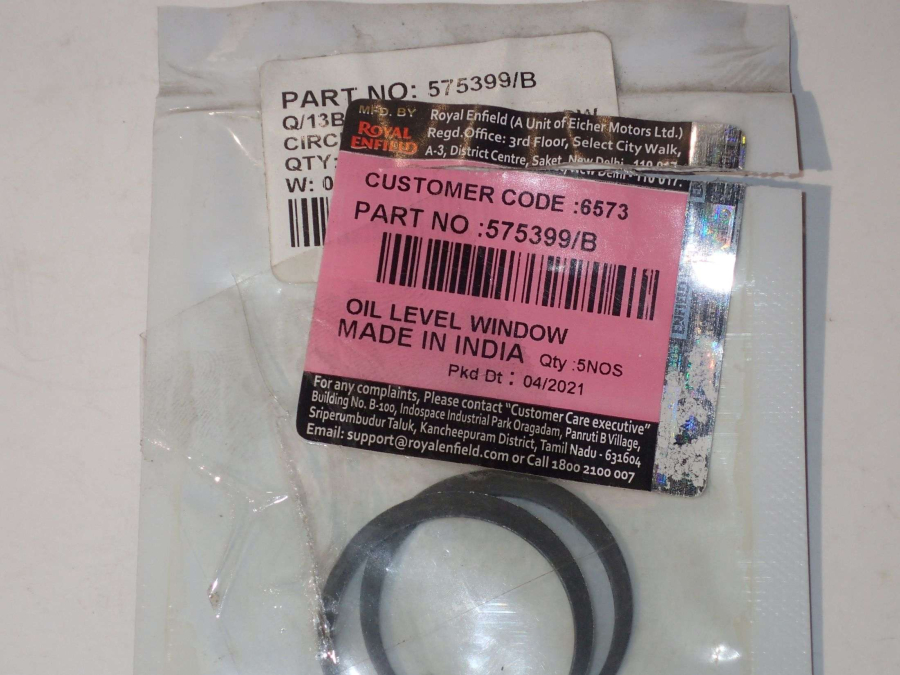 PART NO: 575399/B
Q/13B
CIRC
QTY:
W: 0
MFD. BY
ROYAL
ENFIELD
Royal Enfield (A Unit of Eicher Motors Ltd.)
Regd.Office: 3rd Floor, Select City Walk,
A-3, District Centre, Saket, New Delhi - 110 017.
CUSTOMER CODE :6573
PART NO :575399/B
OIL LEVEL WINDOW
MADE IN INDIA
Qty :5NOS
Pkd Dt : 04/2021
For any complaints, Please contact "Customer Care executive"
Building No. B-100, Indospace Industrial Park Oragadam, Panruti B Village,
Sriperumbudur Taluk, Kancheepuram District, Tamil Nadu - 631604
Email: support@royalenfield.com or Call 1800 2100 007